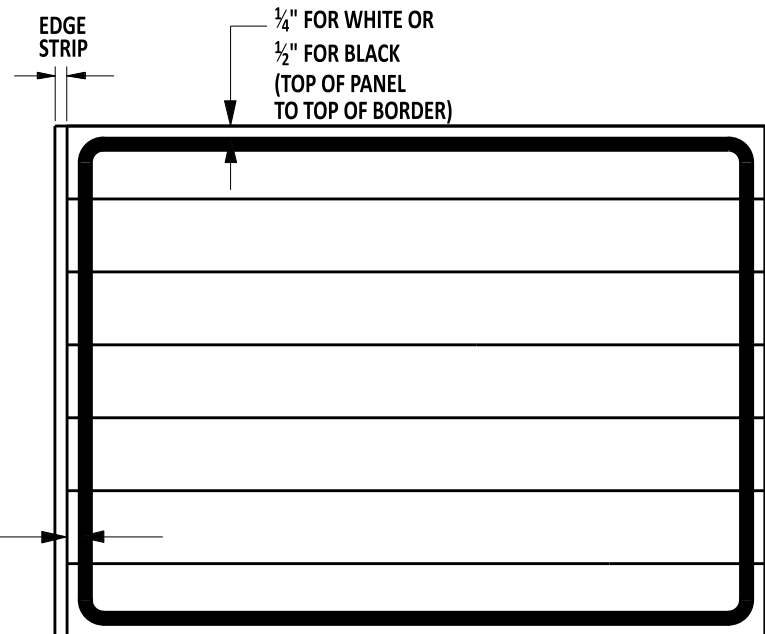 EDGE
STRIP
¼" FOR WHITE OR
½" FOR BLACK
(TOP OF PANEL
TO TOP OF BORDER)